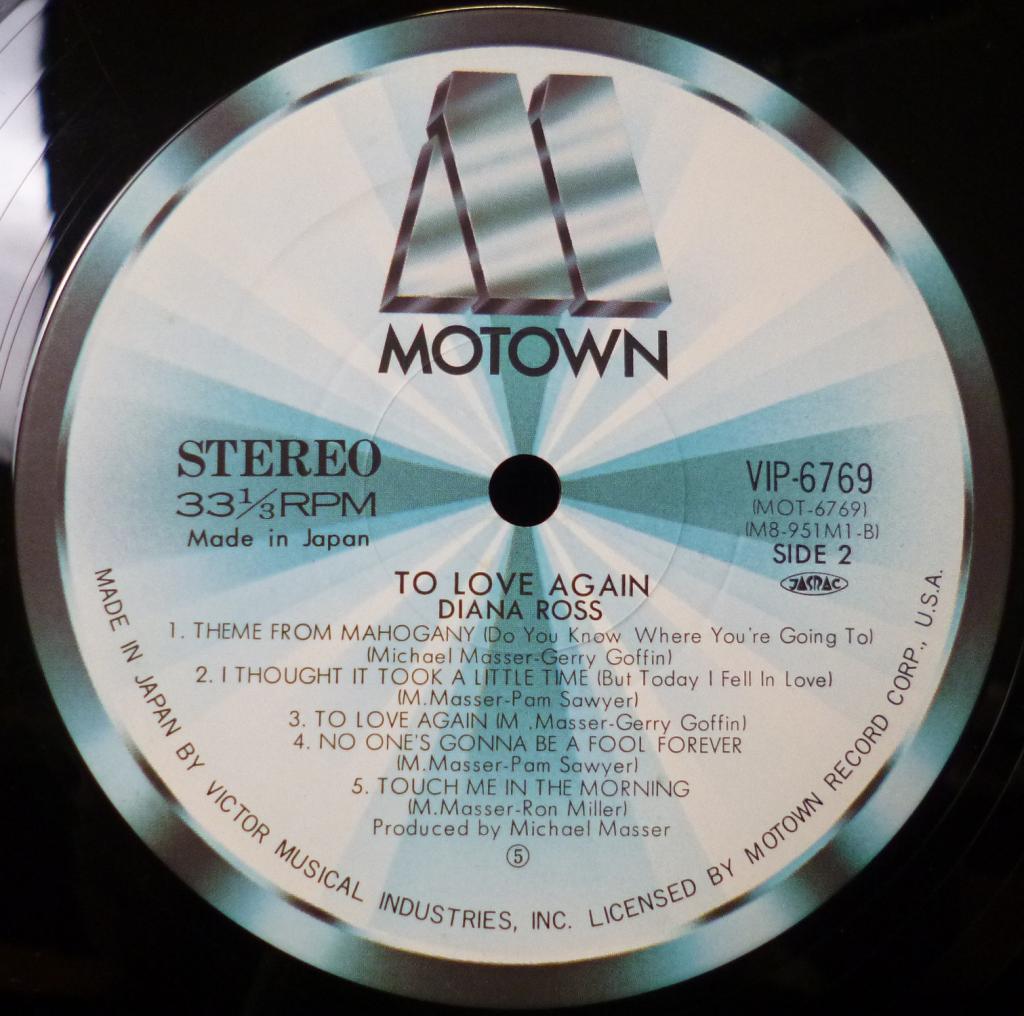 MOTOWN
STEREO
33⅓RPM
Made in Japan
VIP-6769
(MOT-6769)
(M8-951M1-B)
SIDE 2
JASRAC
TO LOVE AGAIN
DIANA ROSS
1. THEME FROM MAHOGANY (Do You Know Where You're Going To)
(Michael Masser-Gerry Goffin)
2. I THOUGHT IT TOOK A LITTLE TIME (But Today I Fell In Love)
(M.Masser-Pam Sawyer)
3. TO LOVE AGAIN (M .Masser-Gerry Goffin)
4. NO ONE'S GONNA BE A FOOL FOREVER
(M.Masser-Pam Sawyer)
5. TOUCH ME IN THE MORNING
(M.Masser-Ron Miller)
Produced by Michael Masser
⑤
MADE IN JAPAN BY VICTOR MUSICAL INDUSTRIES, INC. LICENSED BY MOTOWN RECORD CORP., U.S.A.